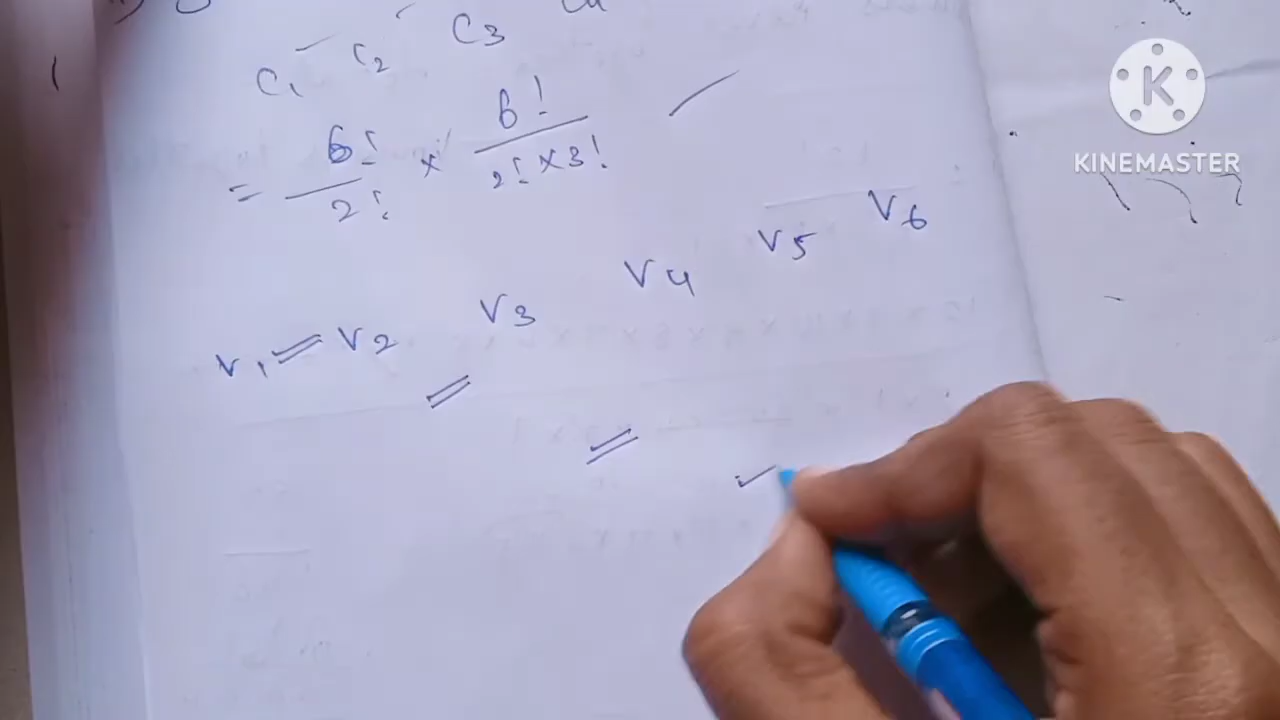 C1 C2 C3
= 6!/2! × 6!/2! × 3!
V1 V2 V3 V4 V5 V6
KINEMASTER